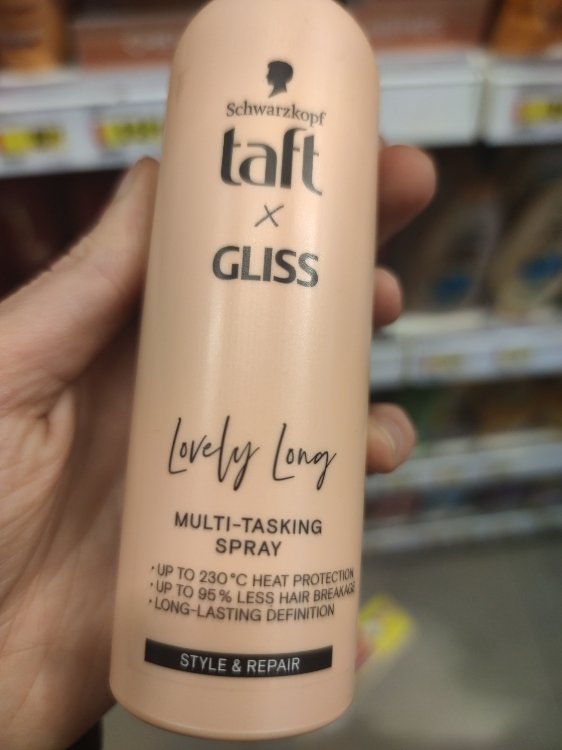 Schwarzkopf
taft
x
GLISS
Lovely Long
MULTI-TASKING
SPRAY
· UP TO 230°C HEAT PROTECTION
· UP TO 95% LESS HAIR BREAKAGE
· LONG-LASTING DEFINITION
STYLE & REPAIR